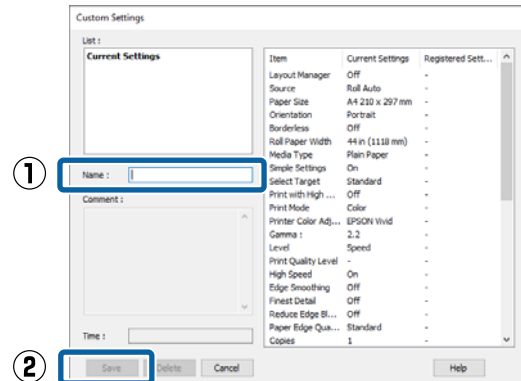 Custom Settings
List :
Current Settings
① Name :
Comment :
Time :
② Save Delete Cancel Help
Item Current Settings Registered Sett...
Layout Manager Off -
Source Roll Auto -
Paper Size A4 210 x 297 mm -
Orientation Portrait -
Borderless Off -
Roll Paper Width 44 in (1118 mm) -
Media Type Plain Paper -
Simple Settings On -
Select Target Standard -
Print with High ... Off -
Print Mode Color -
Printer Color Adj... EPSON Vivid -
Gamma : 2.2 -
Level Speed -
Print Quality Level - -
High Speed On -
Edge Smoothing Off -
Finest Detail Off -
Reduce Edge Bl... Off -
Paper Edge Qua... Standard -
Copies 1 -